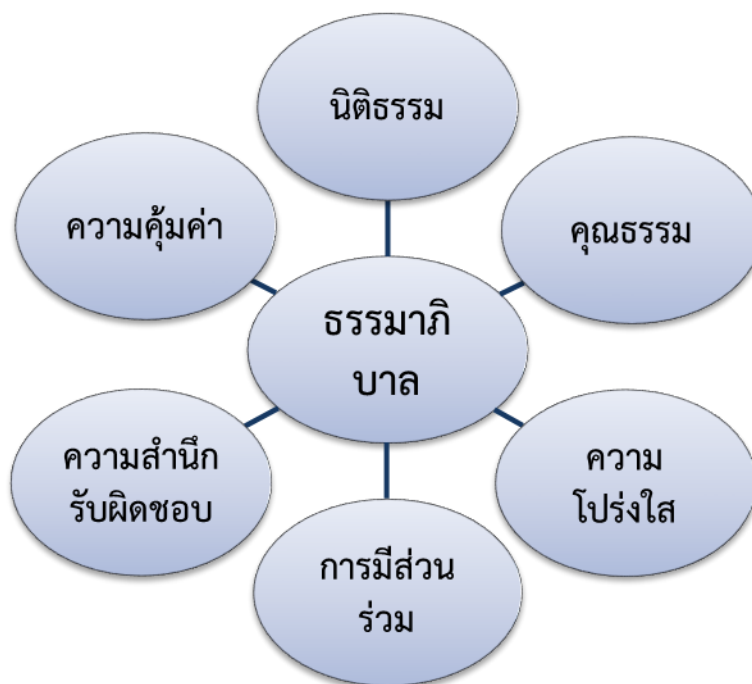 นิติธรรม
ความคุ้มค่า
คุณธรรม
ธรรมาภิ
บาล
ความสำนึก
รับผิดชอบ
ความ
โปร่งใส
การมีส่วน
ร่วม